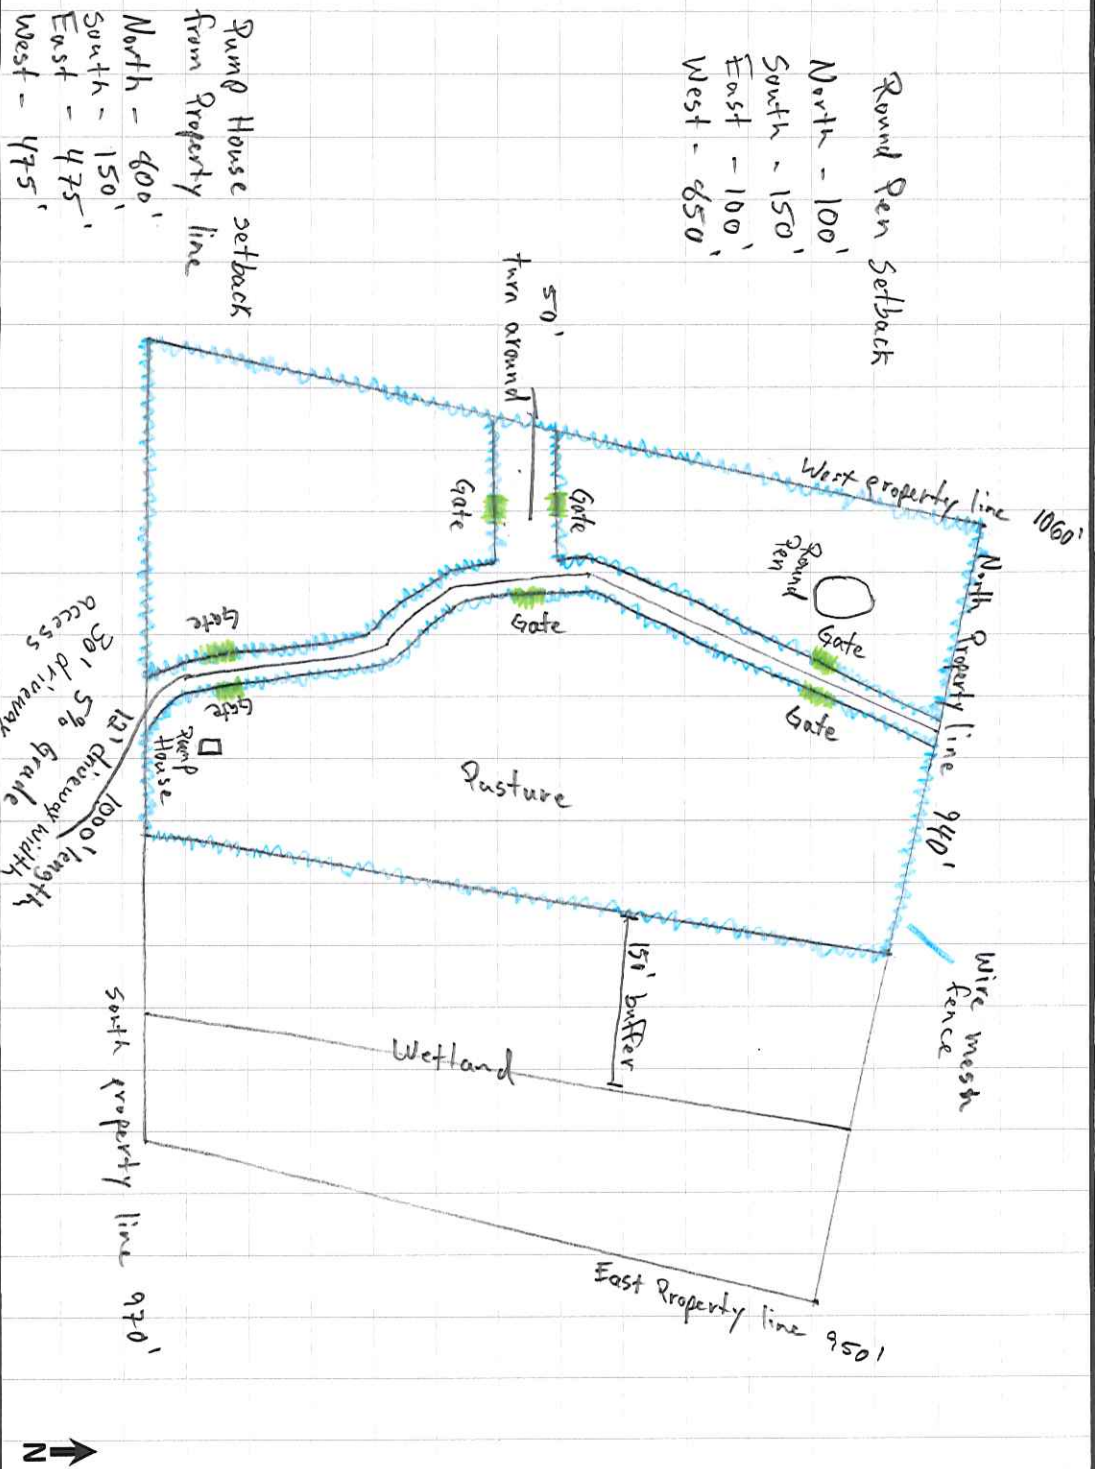 Round Pen Setback
North - 100'
South - 150'
East - 100'
West - 650'
Pump House setback
from Property line
North - 600'
South - 150'
East - 475'
West - 475'
50'
turn around
West property line 1060'
North Property line 940'
Round
Pen
Gate
Gate
Gate
Gate
Gate
Gate
Gate
Pump
House
Pasture
Wire mesh
fence
150' buffer
Wetland
East Property line 950'
South property line 970'
12' driveway width
1000' length
30' driveway
access
5% Grade
N